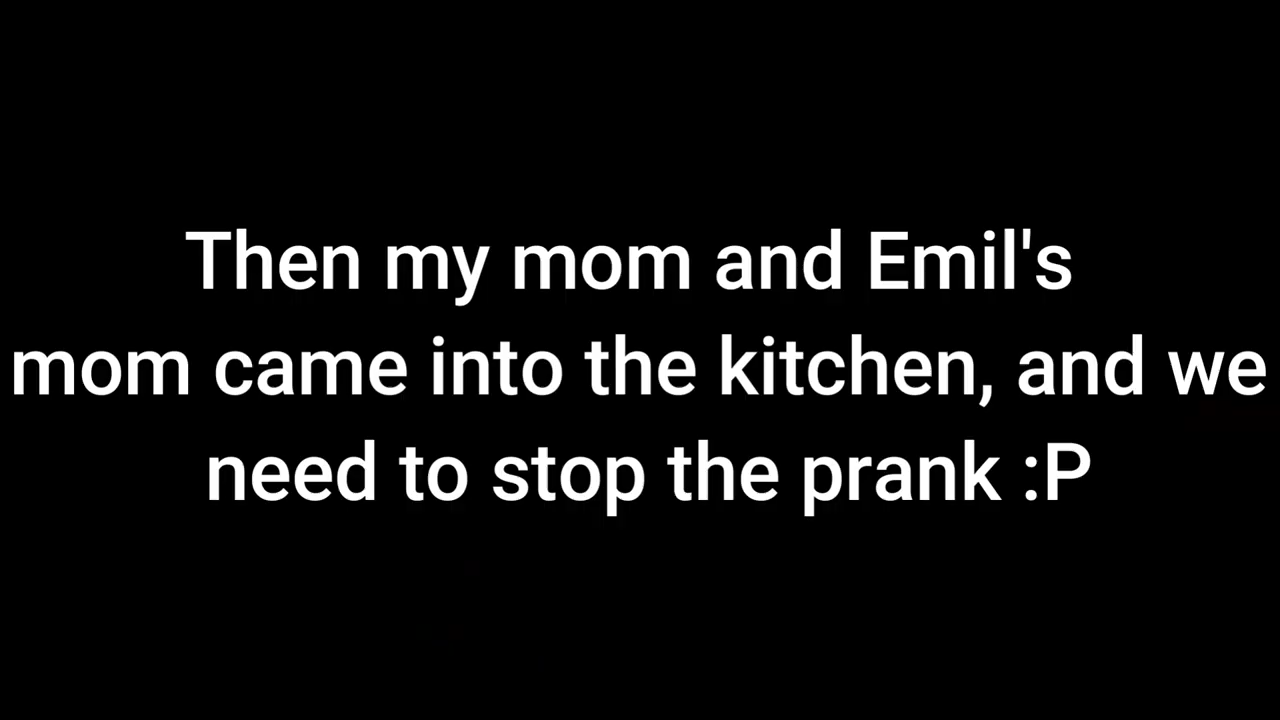 Then my mom and Emil's
mom came into the kitchen, and we
need to stop the prank :P